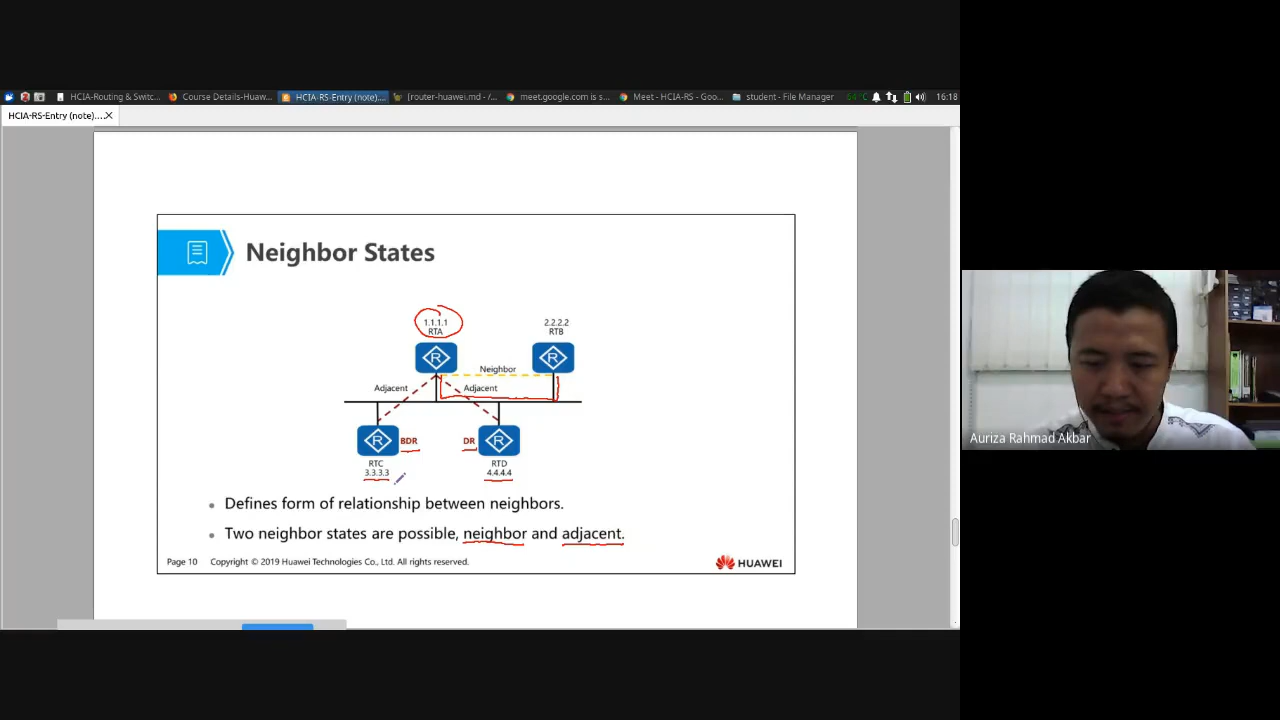 HCIA-Routing & Switc...
Course Details-Huaw...
HCIA-RS-Entry (note)....
(router-huawei.md - /...
meet.google.com is s...
Meet - HCIA-RS - Goo...
student - File Manager
64°C
16:18
HCIA-RS-Entry (note)....
Neighbor States
1.1.1.1
RTA
2.2.2.2
RTB
Neighbor
Adjacent
Adjacent
BDR
DR
RTC
3.3.3.3
RTD
4.4.4.4
Defines form of relationship between neighbors.
Two neighbor states are possible, neighbor and adjacent.
Page 10
Copyright © 2019 Huawei Technologies Co., Ltd. All rights reserved.
HUAWEI
Auriza Rahmad Akbar